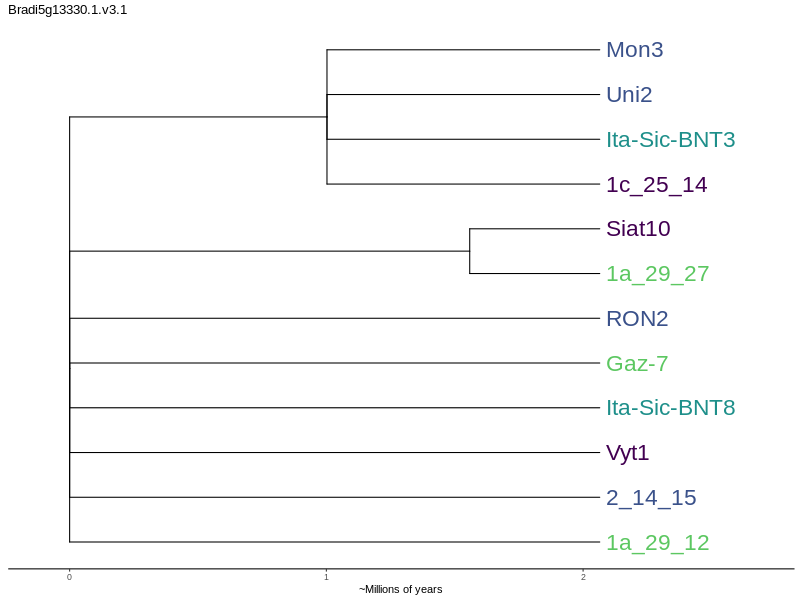 Bradi5g13330.1.v3.1
Mon3
Uni2
Ita-Sic-BNT3
1c_25_14
Siat10
1a_29_27
RON2
Gaz-7
Ita-Sic-BNT8
Vyt1
2_14_15
1a_29_12
0 1 2
~Millions of years